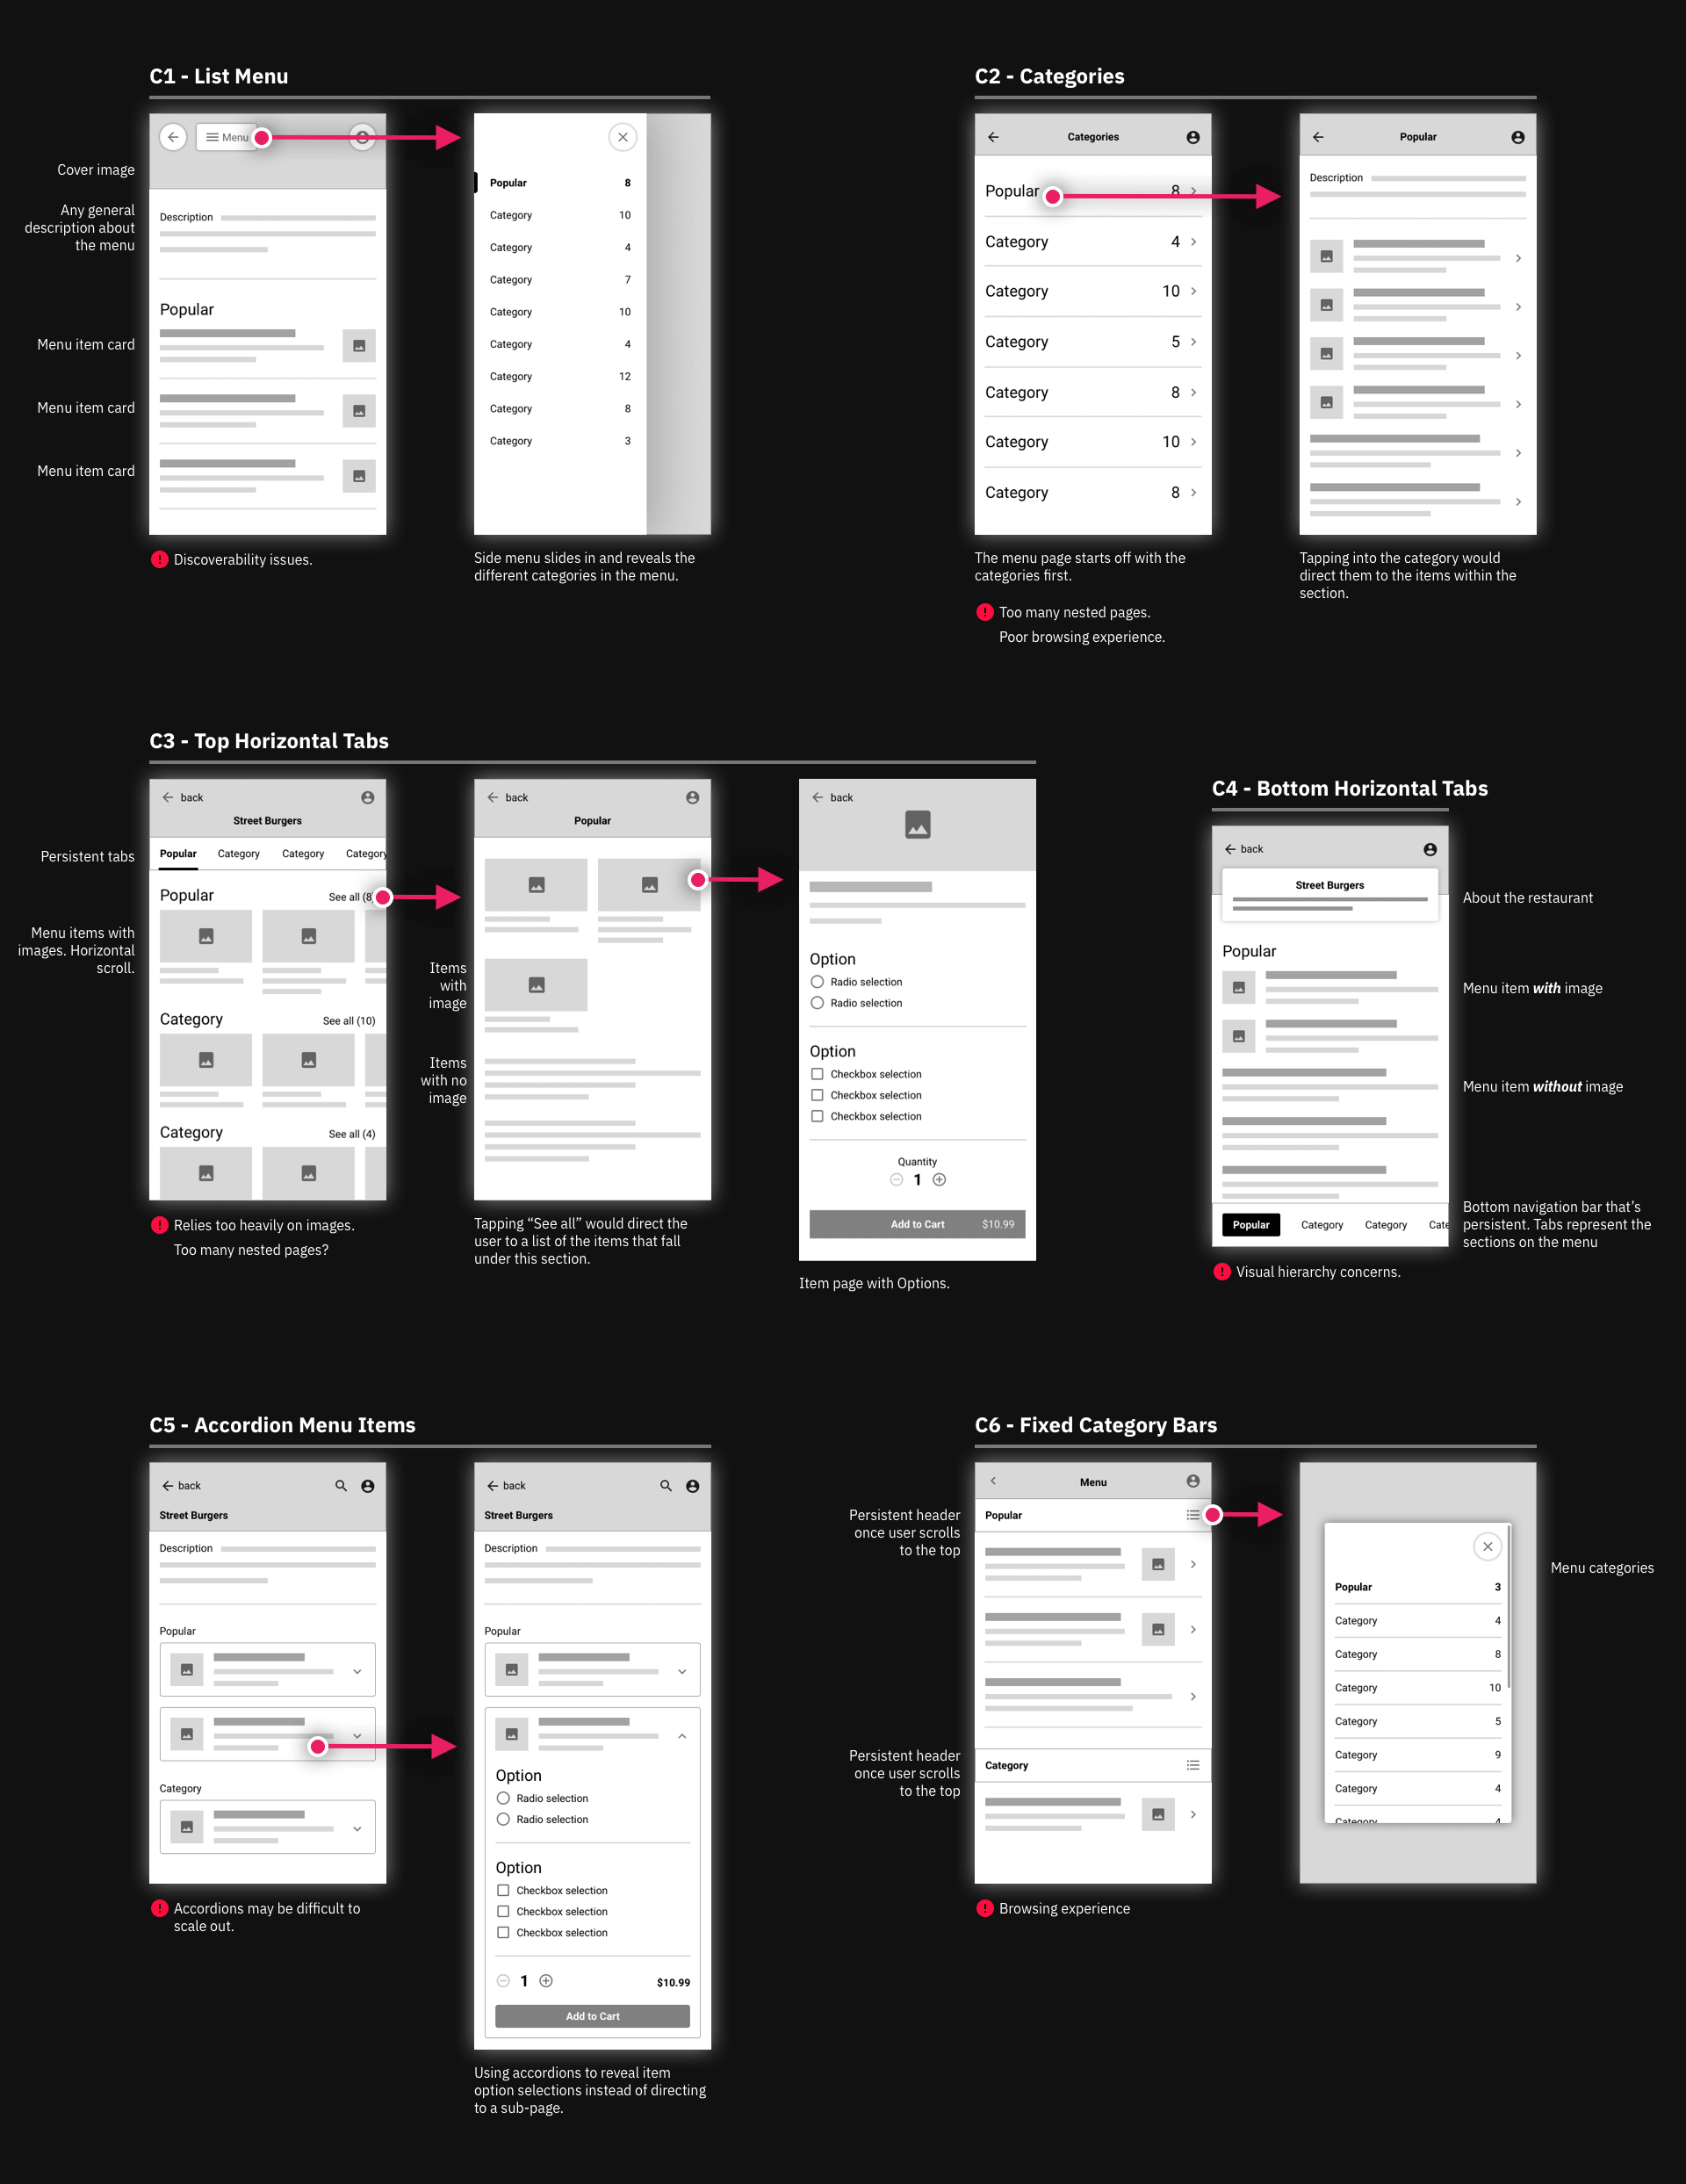 C1 - List Menu
Menu
Cover image
Any general
description about
the menu
Description
Popular
Menu item card
Menu item card
Menu item card
Discoverability issues.
Popular 8
Category 10
Category 4
Category 7
Category 10
Category 4
Category 12
Category 8
Category 3
Side menu slides in and reveals the
different categories in the menu.
C2 - Categories
Categories
Popular 8
Category 4
Category 10
Category 5
Category 8
Category 10
Category 8
The menu page starts off with the
categories first.
Too many nested pages.
Poor browsing experience.
Popular
Description
Tapping into the category would
direct them to the items within the
section.
C3 - Top Horizontal Tabs
back
Street Burgers
Persistent tabs
Popular Category Category Category
Popular See all (8)
Menu items with
images. Horizontal
scroll.
Category See all (10)
Category See all (4)
Relies too heavily on images.
Too many nested pages?
back
Popular
Items
with
image
Items
with no
image
Tapping “See all” would direct the
user to a list of the items that fall
under this section.
back
Option
Radio selection
Radio selection
Option
Checkbox selection
Checkbox selection
Checkbox selection
Quantity
1
Add to Cart $10.99
Item page with Options.
C4 - Bottom Horizontal Tabs
back
Street Burgers
About the restaurant
Popular
Menu item with image
Menu item without image
Bottom navigation bar that’s
persistent. Tabs represent the
sections on the menu
Popular Category Category Cate
Visual hierarchy concerns.
C5 - Accordion Menu Items
back
Street Burgers
Description
Popular
Category
Accordions may be difficult to
scale out.
back
Street Burgers
Description
Popular
Option
Radio selection
Radio selection
Option
Checkbox selection
Checkbox selection
Checkbox selection
1 $10.99
Add to Cart
Using accordions to reveal item
option selections instead of directing
to a sub-page.
C6 - Fixed Category Bars
Menu
Persistent header
once user scrolls
to the top
Popular
Persistent header
once user scrolls
to the top
Category
Browsing experience
Menu categories
Popular 3
Category 4
Category 8
Category 10
Category 5
Category 9
Category 4
Category 4